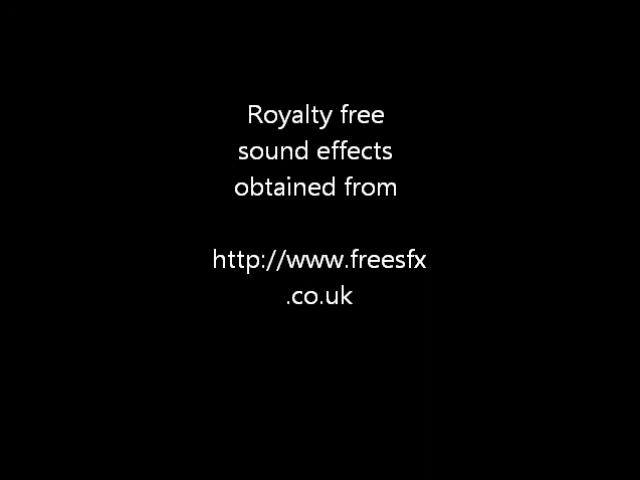 Royalty free
sound effects
obtained from
http://www.freesfx
.co.uk